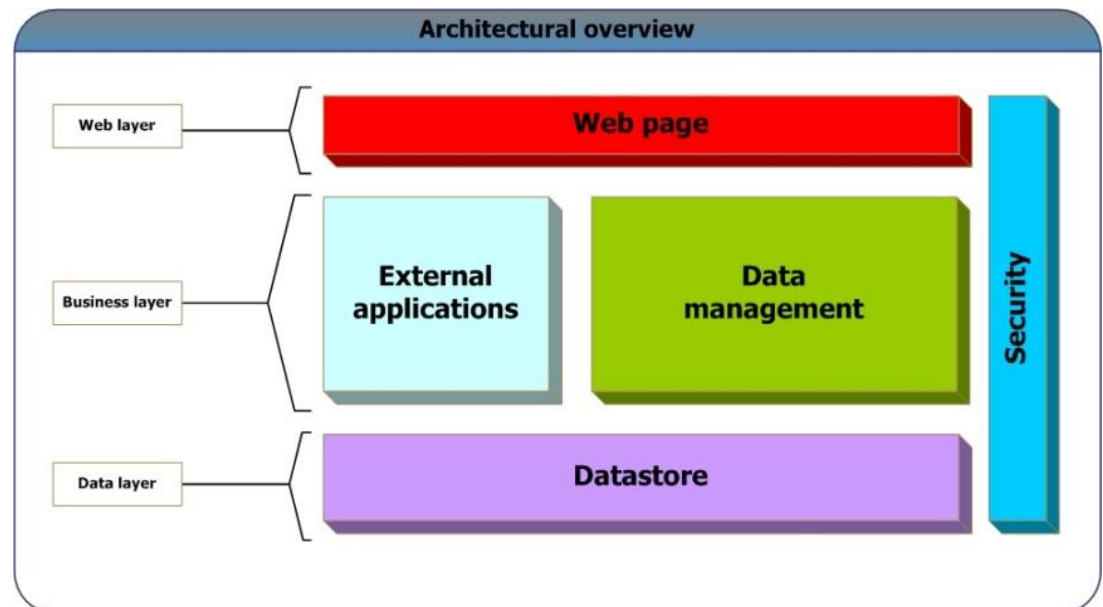 Architectural overview
Web layer
Web page
External
applications
Data
management
Business layer
Security
Data layer
Datastore